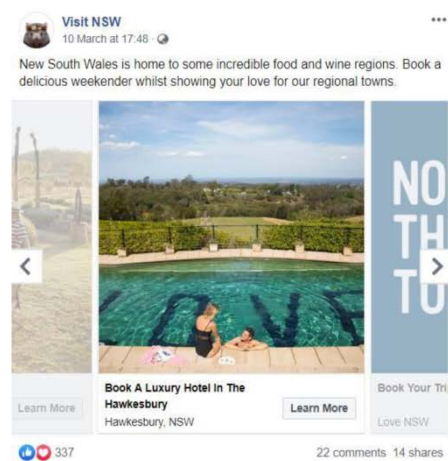 Visit NSW
10 March at 17:48 ·
New South Wales is home to some incredible food and wine regions. Book a
delicious weekender whilst showing your love for our regional towns.
NO
TH
TO
LOVE
Book A Luxury Hotel In The
Hawkesbury
Hawkesbury, NSW
Learn More
Learn More
Book Your Tri
Love NSW
337
22 comments 14 shares